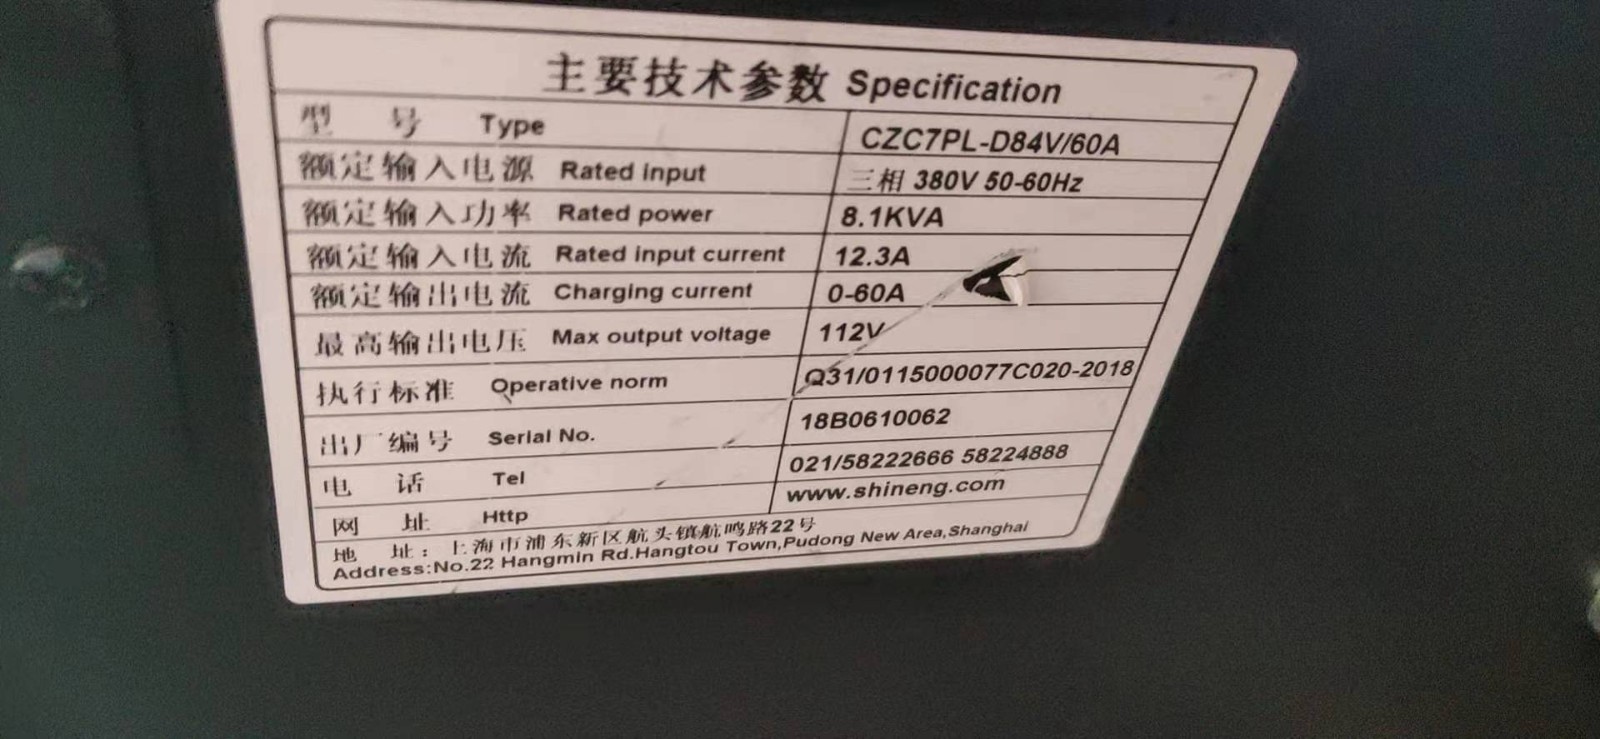 主要技术参数 Specification
型 号 Type CZC7PL-D84V/60A
额定输入电源 Rated input 三相 380V 50-60Hz
额定输入功率 Rated power 8.1KVA
额定输入电流 Rated input current 12.3A
额定输出电流 Charging current 0-60A
最高输出电压 Max output voltage 112V
执行标准 Operative norm Q31/0115000077C020-2018
出厂编号 Serial No. 18B0610062
电 话 Tel 021/58222666 58224888
网 址 Http www.shineng.com
地 址：上海市浦东新区航头镇航鸣路22号
Address:No.22 Hangmin Rd.Hangtou Town,Pudong New Area,Shanghai